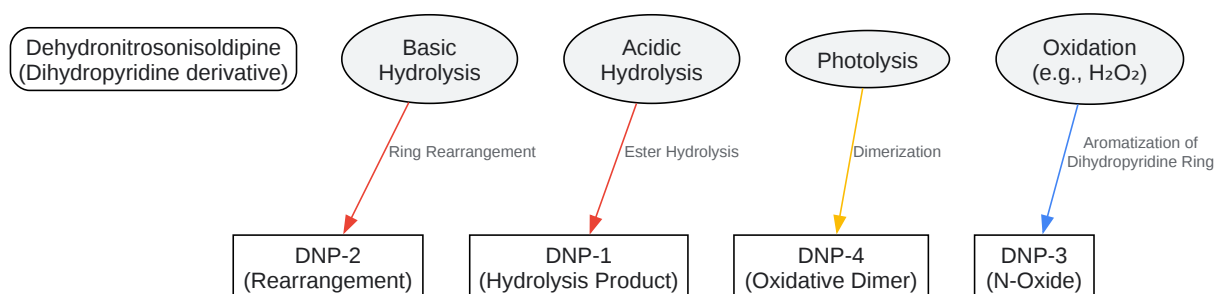 Dehydronitrosonisoldipine
(Dihydropyridine derivative)
Basic
Hydrolysis
Acidic
Hydrolysis
Photolysis
Oxidation
(e.g., H₂O₂)
Ring Rearrangement
Ester Hydrolysis
Dimerization
Aromatization of
Dihydropyridine Ring
DNP-2
(Rearrangement)
DNP-1
(Hydrolysis Product)
DNP-4
(Oxidative Dimer)
DNP-3
(N-Oxide)